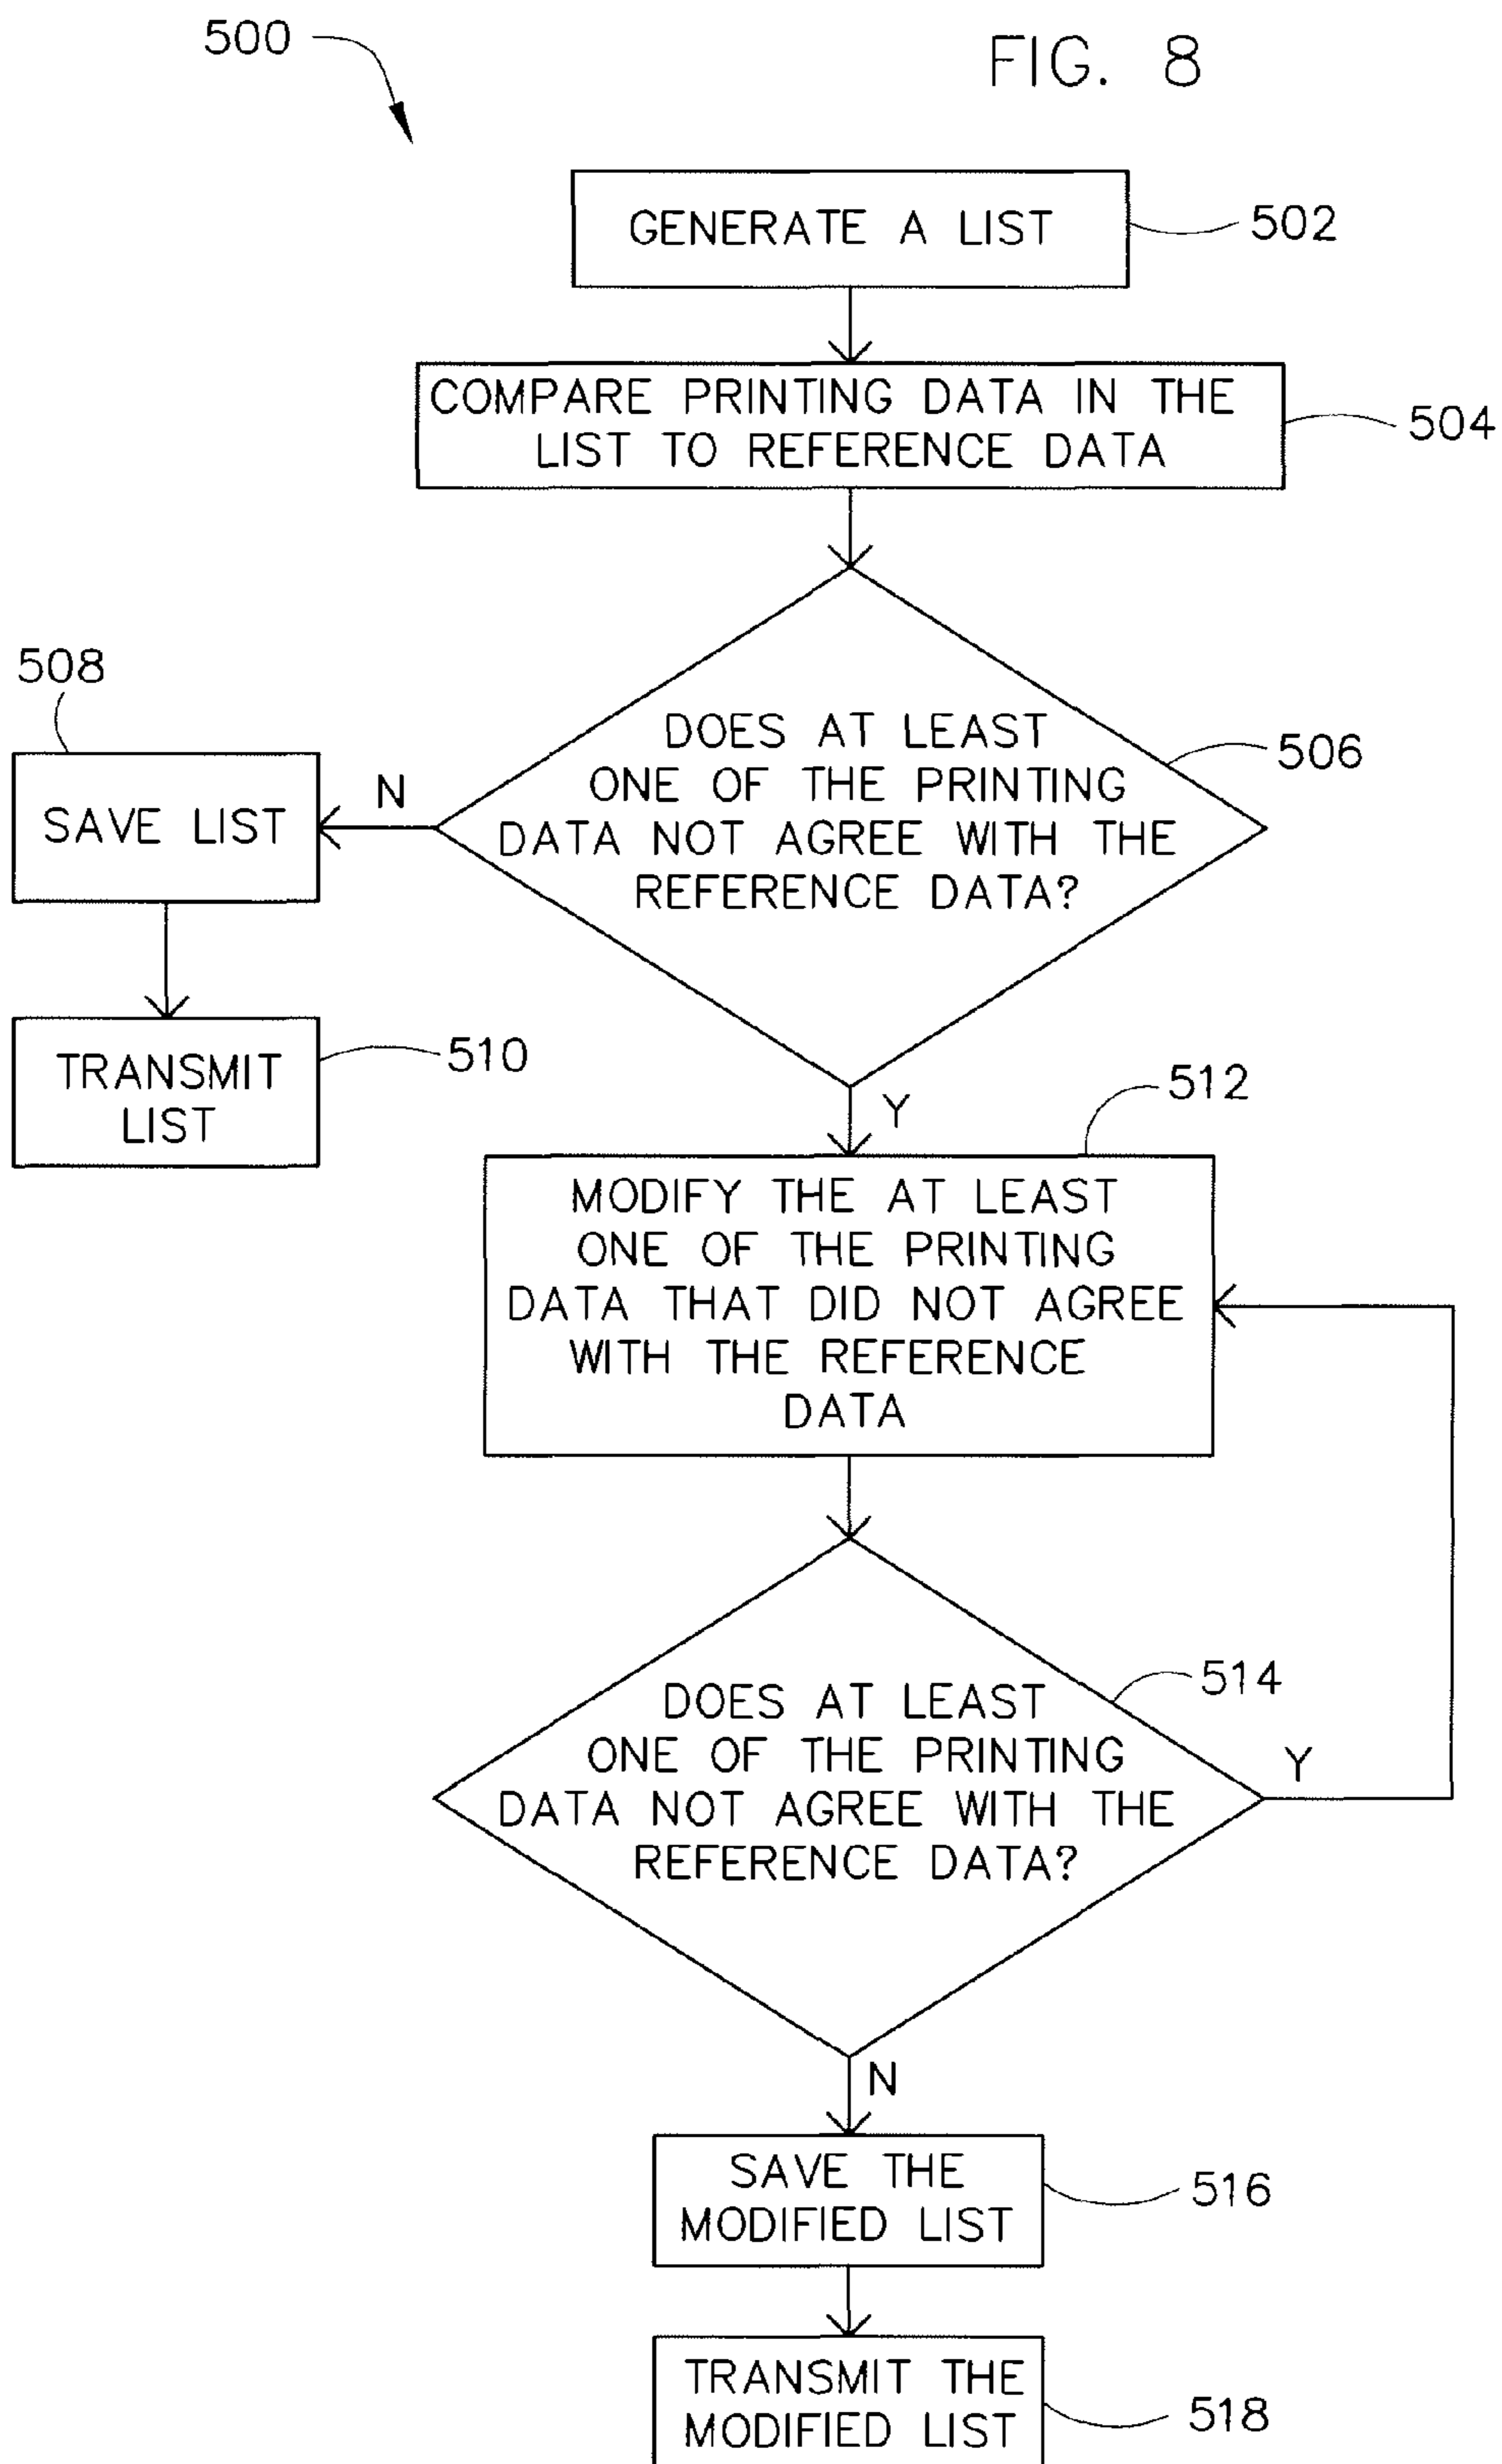 500
FIG. 8
GENERATE A LIST
502
COMPARE PRINTING DATA IN THE
LIST TO REFERENCE DATA
504
DOES AT LEAST
ONE OF THE PRINTING
DATA NOT AGREE WITH THE
REFERENCE DATA?
506
N
508
SAVE LIST
TRANSMIT
LIST
510
Y
512
MODIFY THE AT LEAST
ONE OF THE PRINTING
DATA THAT DID NOT AGREE
WITH THE REFERENCE
DATA
DOES AT LEAST
ONE OF THE PRINTING
DATA NOT AGREE WITH THE
REFERENCE DATA?
514
Y
N
SAVE THE
MODIFIED LIST
516
TRANSMIT THE
MODIFIED LIST
518